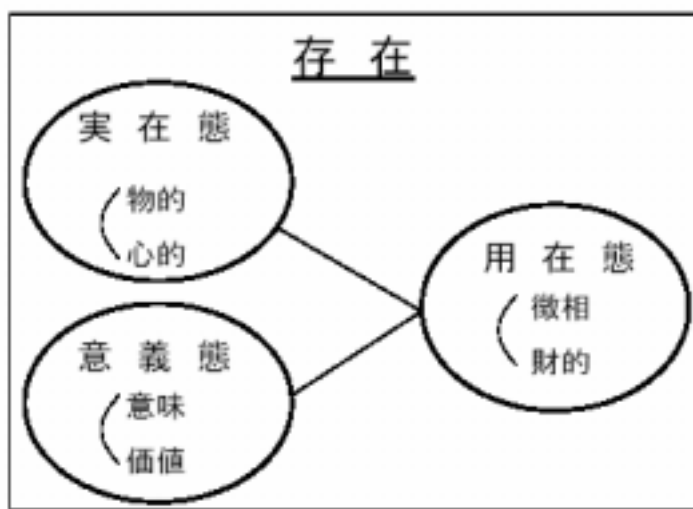 存在
実在態
物的
心的
意義態
意味
価値
用在態
徴相
財的